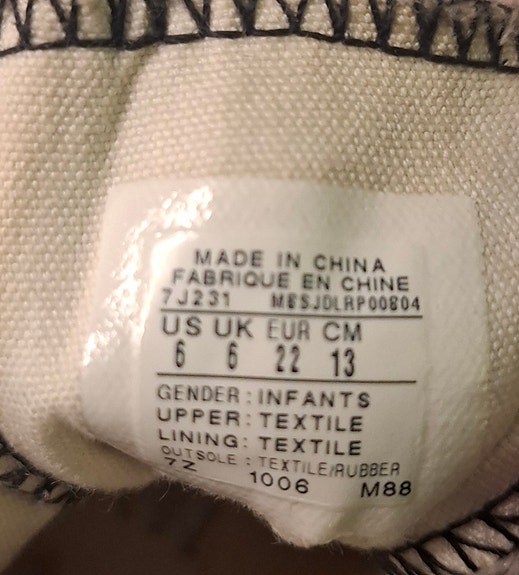 MADE IN CHINA
FABRIQUE EN CHINE
7J231 M8SJDLRP00804
US UK EUR CM
6 6 22 13
GENDER : INFANTS
UPPER : TEXTILE
LINING : TEXTILE
OUTSOLE : TEXTILE/RUBBER
7Z 1006 M88